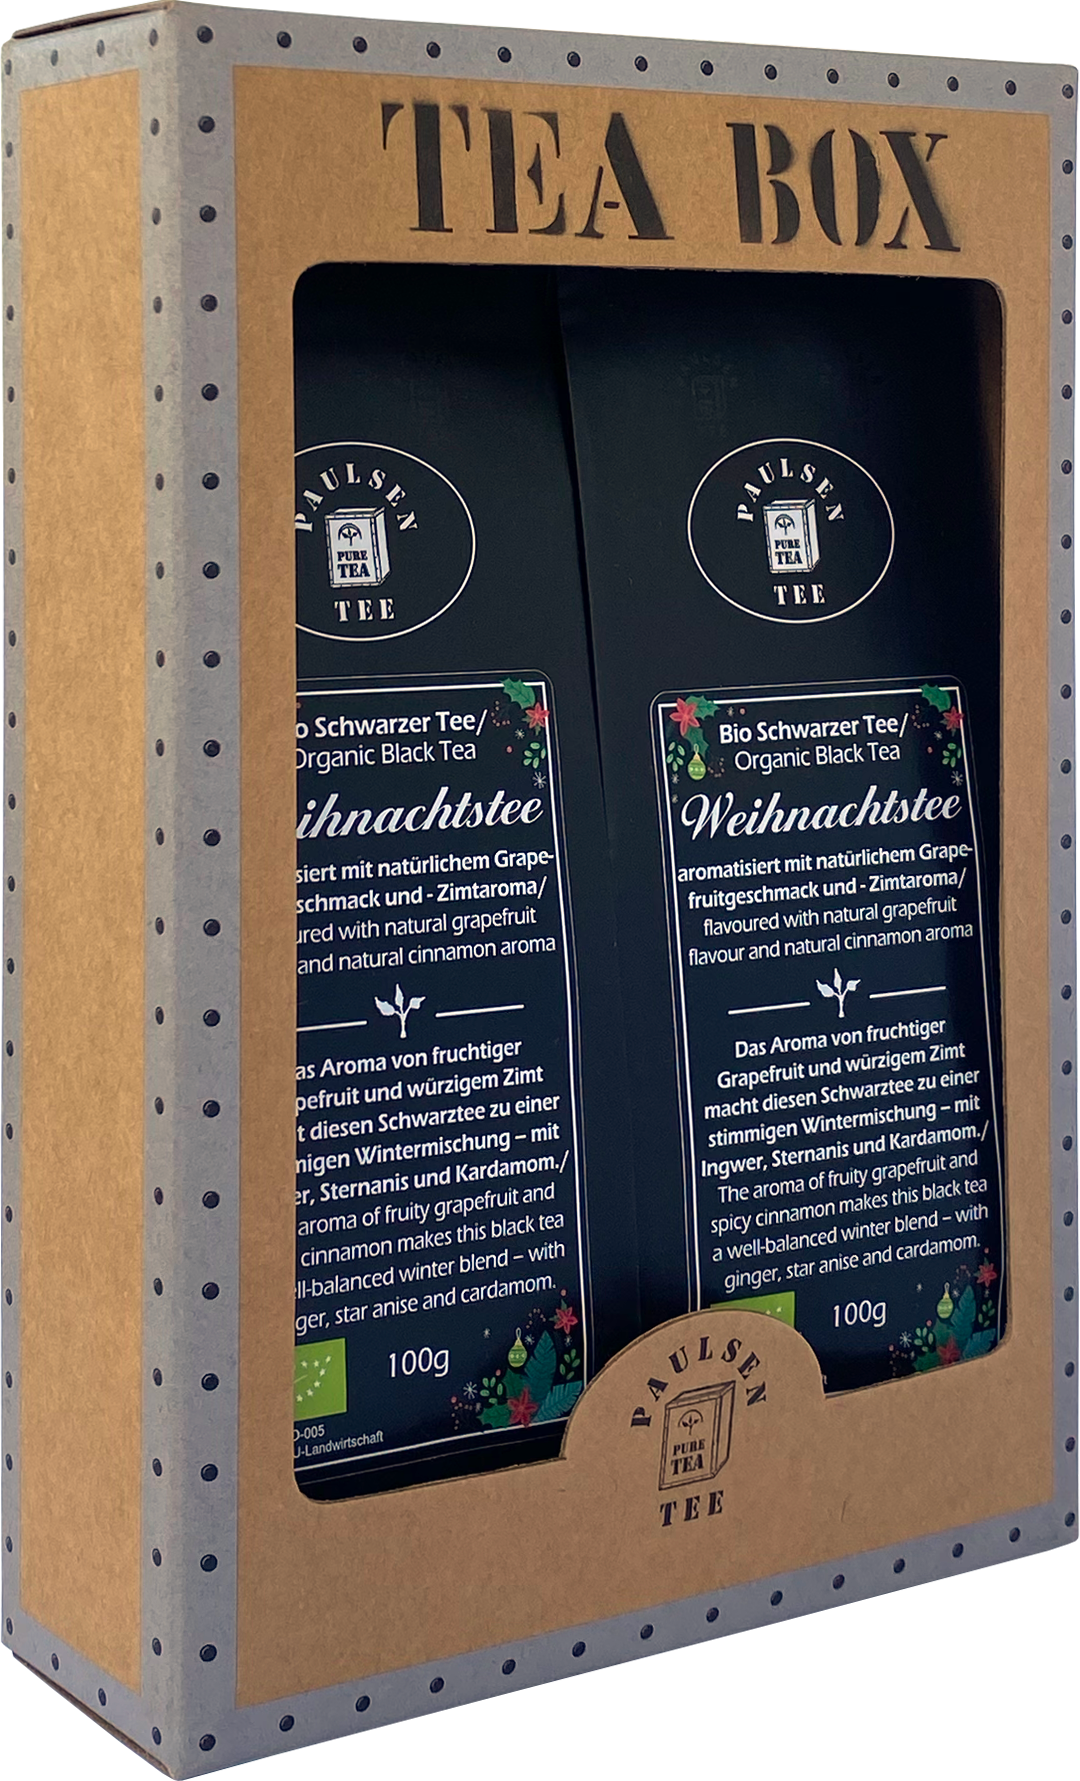 TEA BOX
PAULSEN
PURE
TEA
TEE
o Schwarzer Tee/
Organic Black Tea
ihnachtstee
siert mit natürlichem Grape-
schmack und - Zimtaroma/
ured with natural grapefruit
and natural cinnamon aroma
as Aroma von fruchtiger
pefruit und würzigem Zimt
t diesen Schwarztee zu einer
nigen Wintermischung – mit
er, Sternanis und Kardamom./
aroma of fruity grapefruit and
cinnamon makes this black tea
ll-balanced winter blend – with
ger, star anise and cardamom.
100g
D-005
U-Landwirtschaft
PAULSEN
PURE
TEA
TEE
Bio Schwarzer Tee/
Organic Black Tea
Weihnachtstee
aromatisiert mit natürlichem Grape-
fruitgeschmack und - Zimtaroma/
flavoured with natural grapefruit
flavour and natural cinnamon aroma
Das Aroma von fruchtiger
Grapefruit und würzigem Zimt
macht diesen Schwarztee zu einer
stimmigen Wintermischung – mit
Ingwer, Sternanis und Kardamom./
The aroma of fruity grapefruit and
spicy cinnamon makes this black tea
a well-balanced winter blend – with
ginger, star anise and cardamom.
100g
PAULSEN
PURE
TEA
TEE